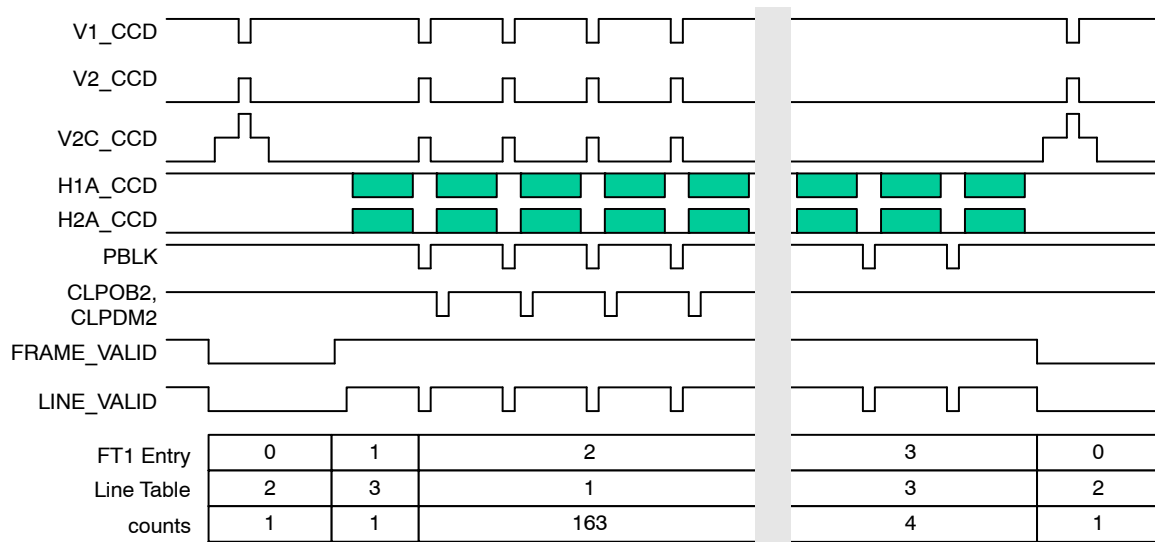 V1_CCD
V2_CCD
V2C_CCD
H1A_CCD
H2A_CCD
PBLK
CLPOB2,
CLPDM2
FRAME_VALID
LINE_VALID
FT1 Entry 0 1 2 3 0
Line Table 2 3 1 3 2
counts 1 1 163 4 1